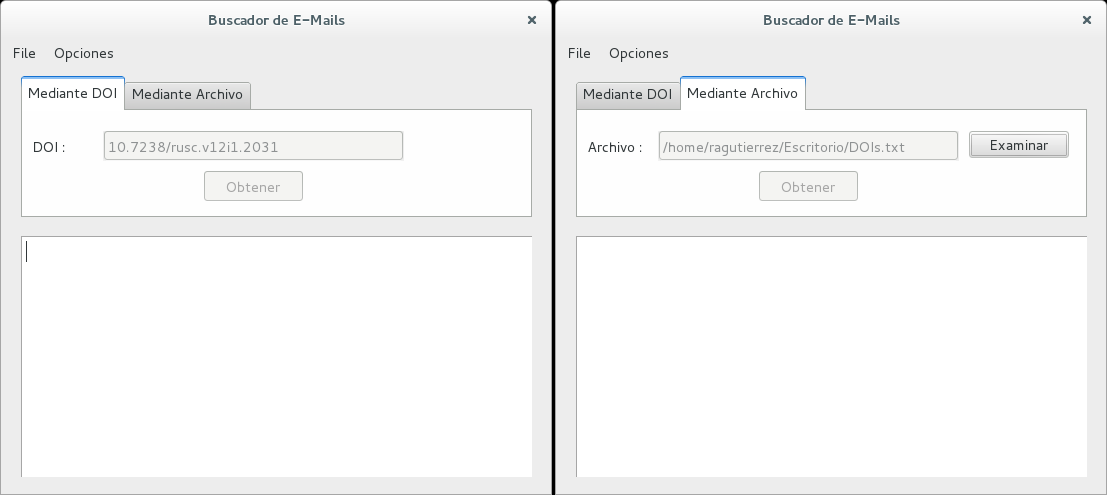 Buscador de E-Mails ×
File Opciones
Mediante DOI Mediante Archivo
DOI : 10.7238/rusc.v12i1.2031
Obtener
Buscador de E-Mails ×
File Opciones
Mediante DOI Mediante Archivo
Archivo : /home/ragutierrez/Escritorio/DOIs.txt Examinar
Obtener